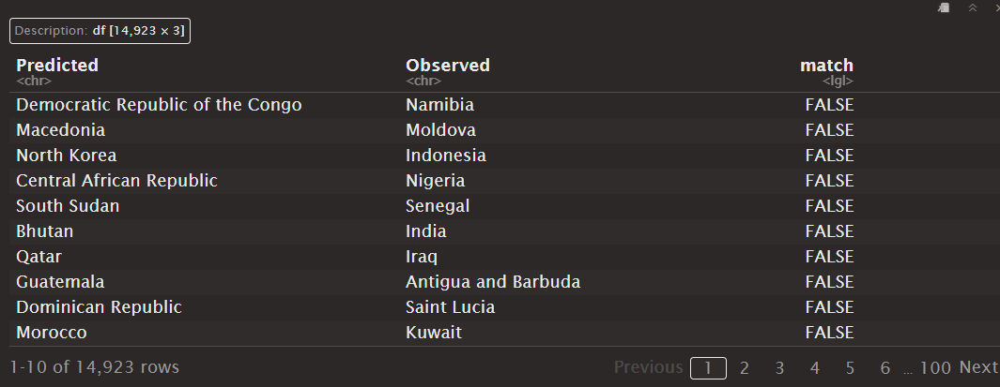 Description: df [14,923 × 3]
Predicted Observed match
<chr> <chr> <lgl>
Democratic Republic of the Congo Namibia FALSE
Macedonia Moldova FALSE
North Korea Indonesia FALSE
Central African Republic Nigeria FALSE
South Sudan Senegal FALSE
Bhutan India FALSE
Qatar Iraq FALSE
Guatemala Antigua and Barbuda FALSE
Dominican Republic Saint Lucia FALSE
Morocco Kuwait FALSE
1-10 of 14,923 rows Previous 1 2 3 4 5 6 ... 100 Next